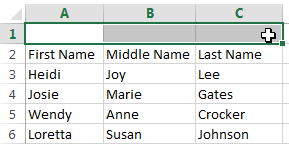 A B C
1
2 First Name Middle Name Last Name
3 Heidi Joy Lee
4 Josie Marie Gates
5 Wendy Anne Crocker
6 Loretta Susan Johnson